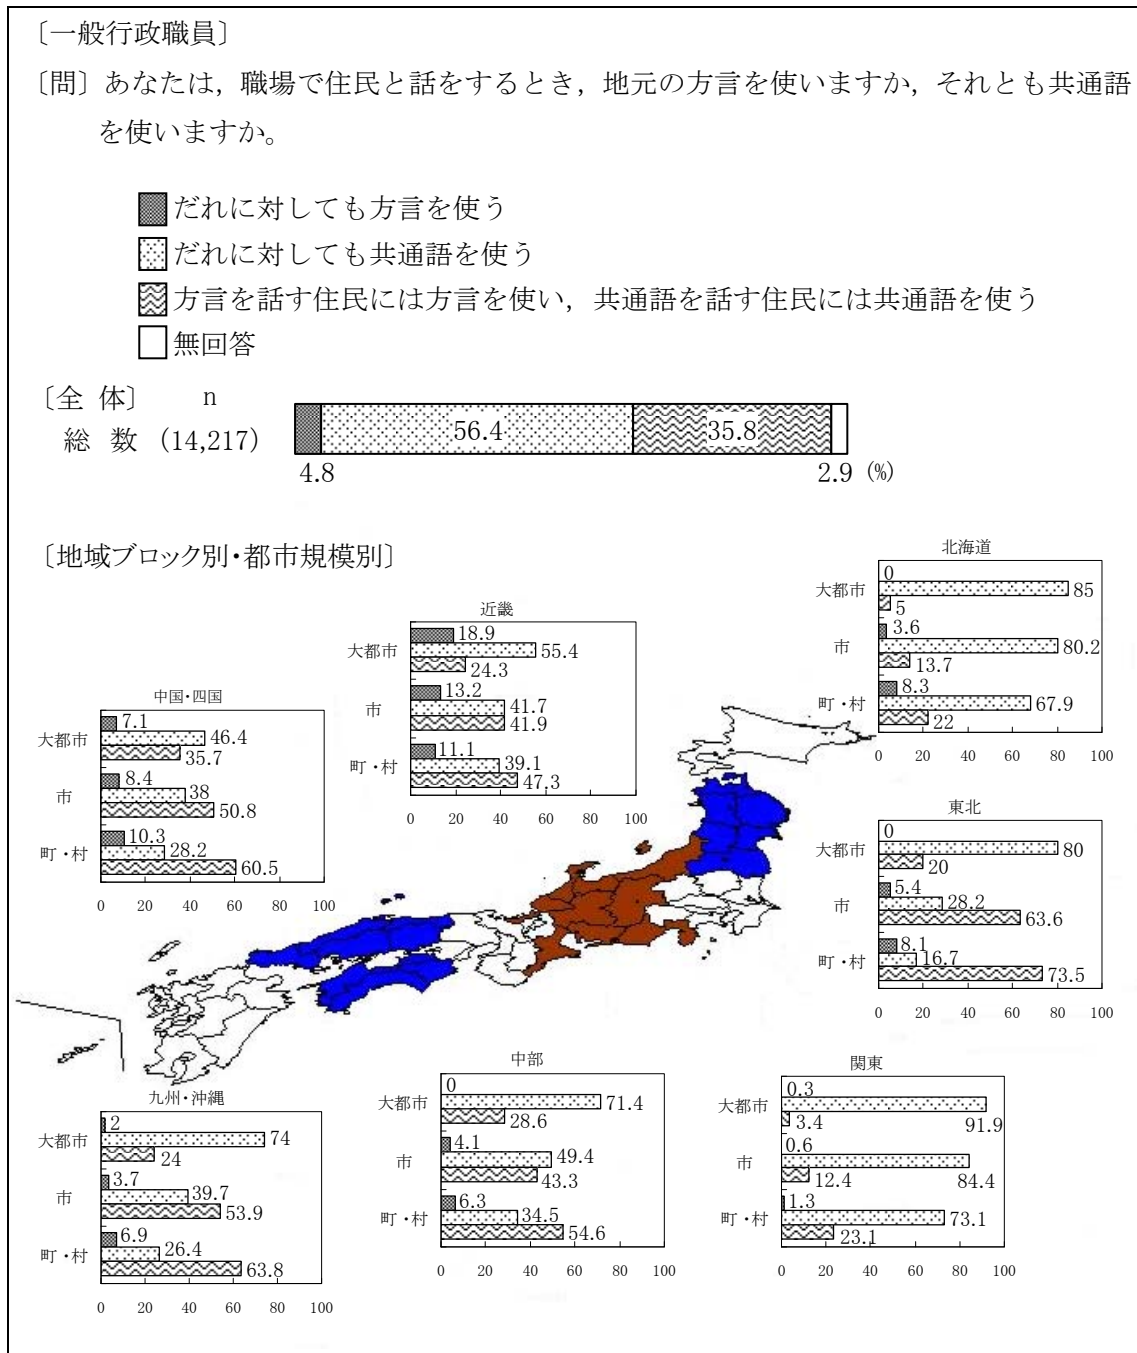 〔一般行政職員〕
〔問〕あなたは，職場で住民と話をするとき，地元の方言を使いますか，それとも共通語
を使いますか。
だれに対しても方言を使う
だれに対しても共通語を使う
方言を話す住民には方言を使い，共通語を話す住民には共通語を使う
無回答
〔全 体〕 n
総 数 (14,217)
56.4 35.8
4.8 2.9 (%)
〔地域ブロック別・都市規模別〕
北海道
大都市
0
85
5
市
3.6
80.2
13.7
町・村
8.3
67.9
22
0 20 40 60 80 100
近畿
大都市
18.9
55.4
24.3
市
13.2
41.7
41.9
町・村
11.1
39.1
47.3
0 20 40 60 80 100
中国・四国
大都市
7.1
46.4
35.7
市
8.4
38
50.8
町・村
10.3
28.2
60.5
0 20 40 60 80 100
東北
大都市
0
80
20
市
5.4
28.2
63.6
町・村
8.1
16.7
73.5
0 20 40 60 80 100
九州・沖縄
大都市
2
74
24
市
3.7
39.7
53.9
町・村
6.9
26.4
63.8
0 20 40 60 80 100
中部
大都市
0
71.4
28.6
市
4.1
49.4
43.3
町・村
6.3
34.5
54.6
0 20 40 60 80 100
関東
大都市
0.3
91.9
3.4
市
0.6
84.4
12.4
町・村
1.3
73.1
23.1
0 20 40 60 80 100